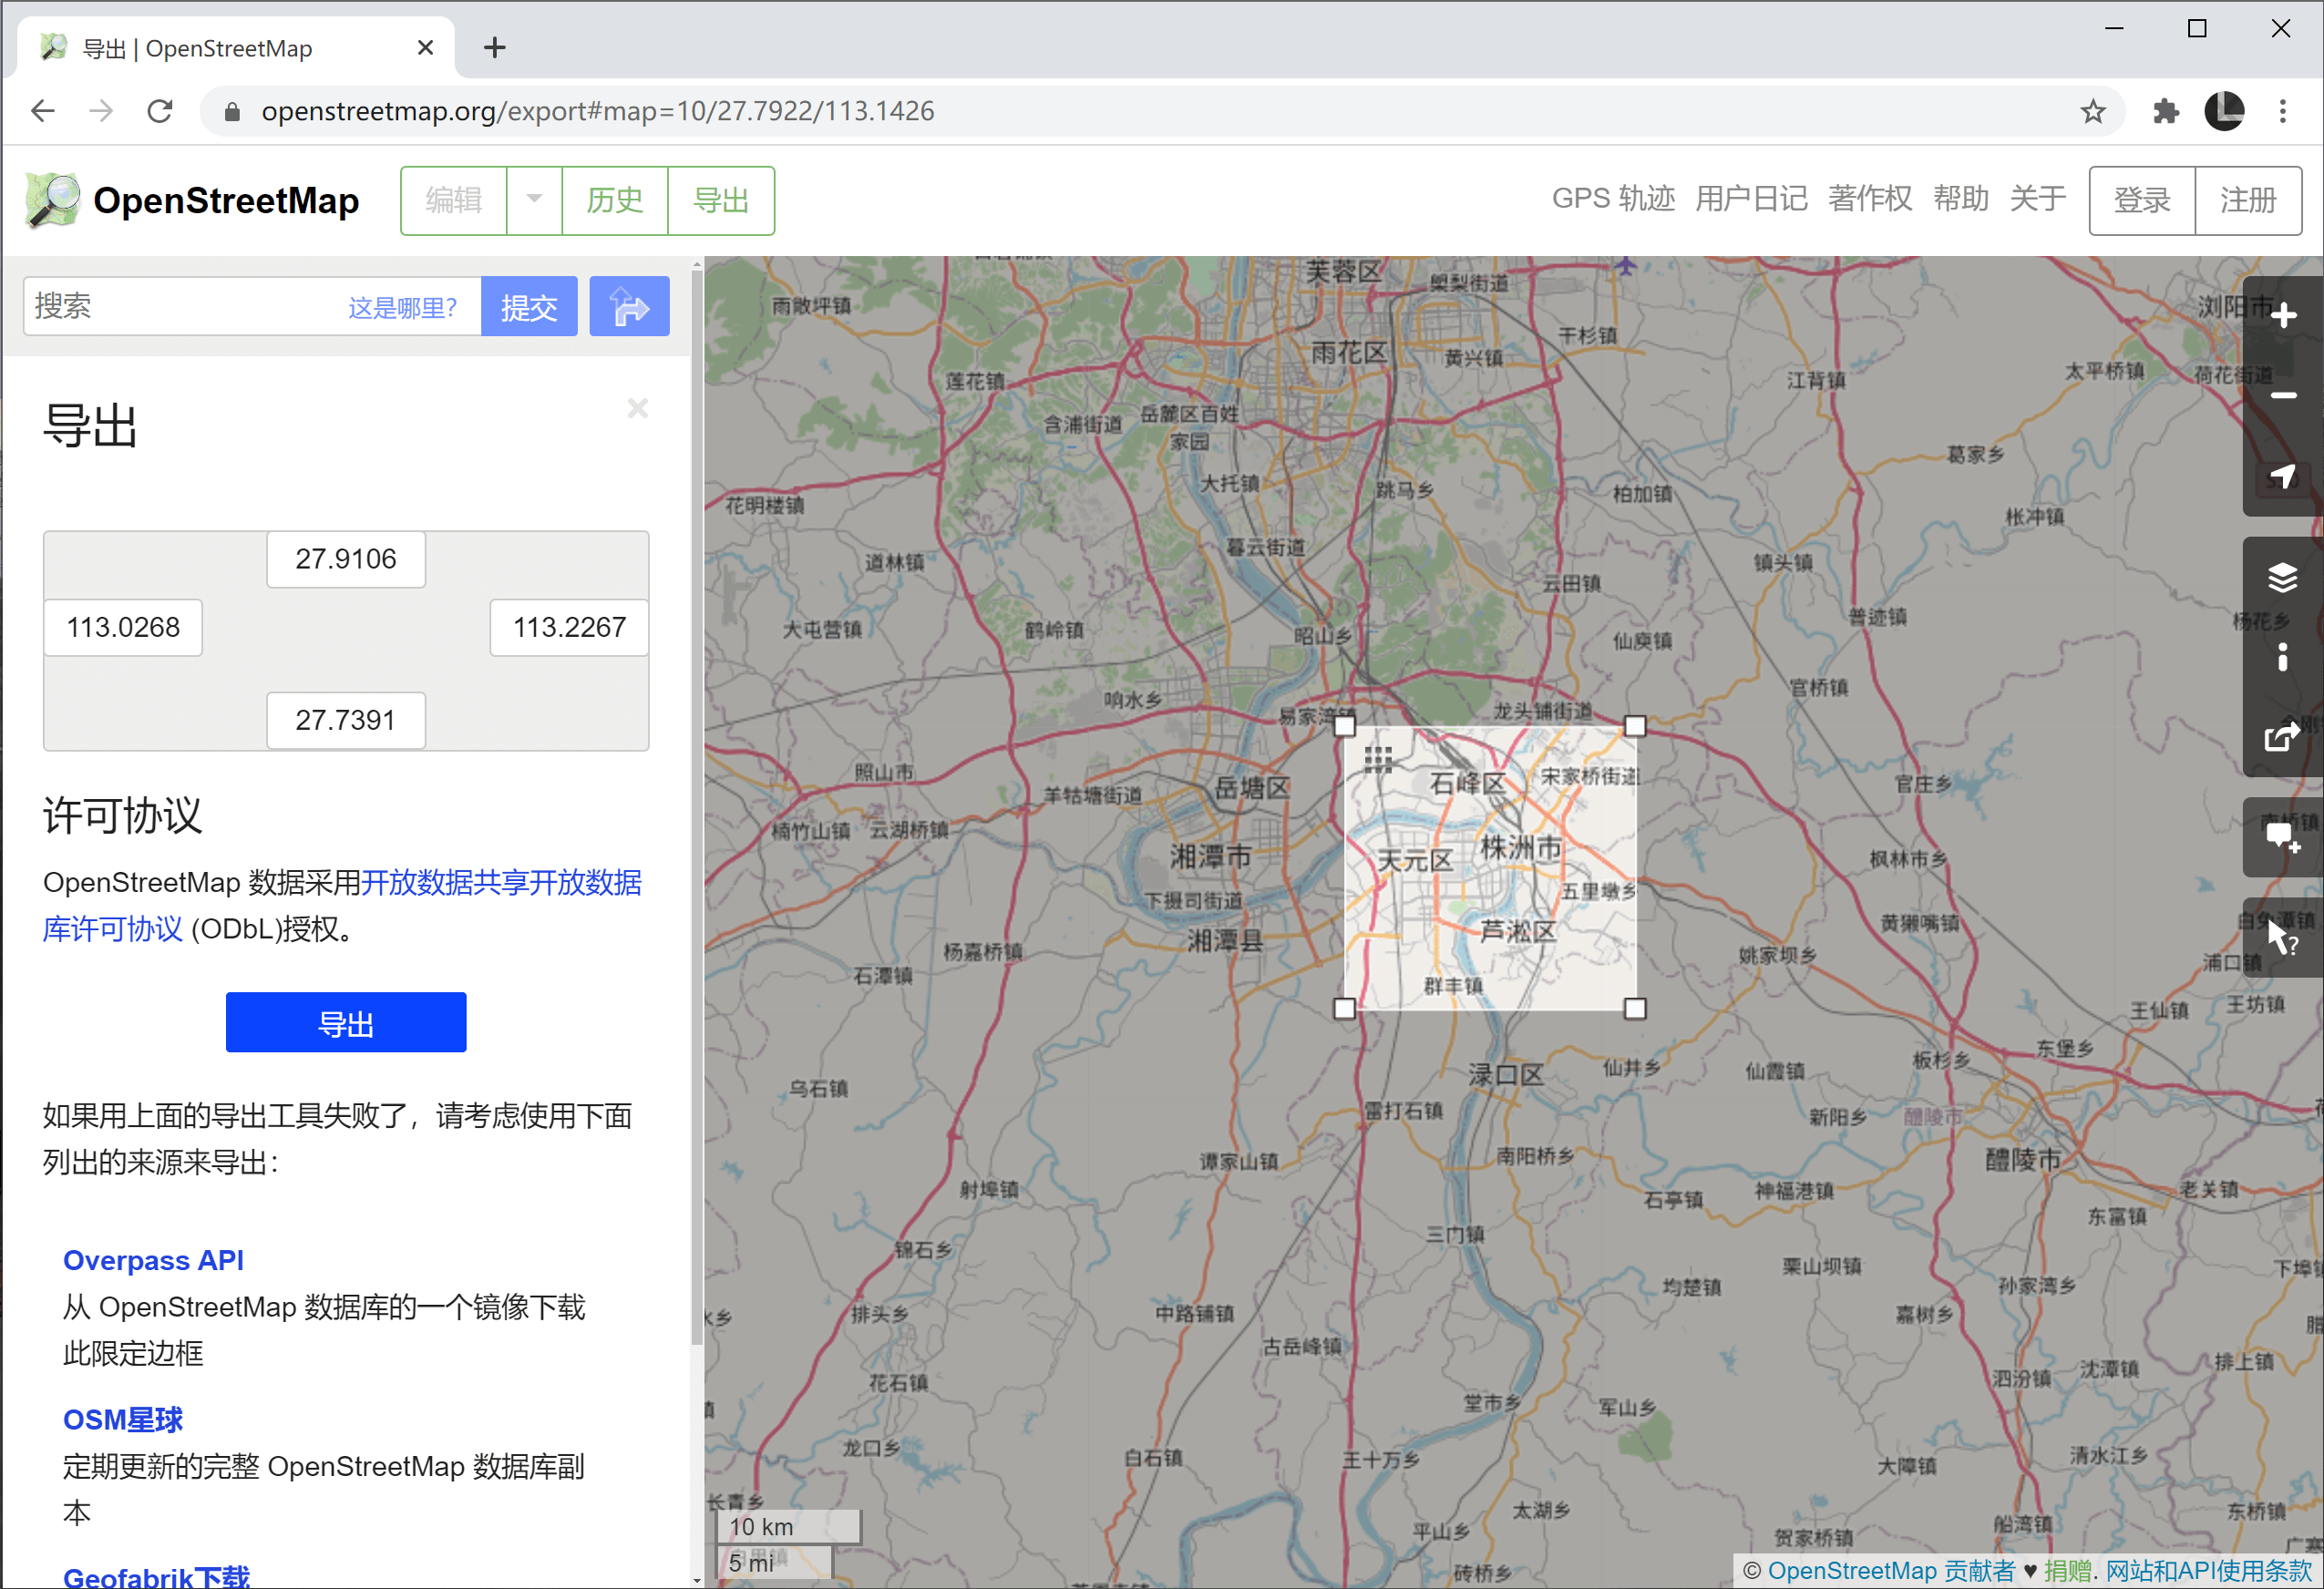 导出 | OpenStreetMap
openstreetmap.org/export#map=10/27.7922/113.1426
OpenStreetMap
编辑
历史
导出
GPS 轨迹
用户日记
著作权
帮助
关于
登录
注册
搜索
这是哪里?
提交
导出
27.9106
113.0268
113.2267
27.7391
许可协议
OpenStreetMap 数据采用开放数据共享开放数据
库许可协议 (ODbL)授权。
导出
如果用上面的导出工具失败了，请考虑使用下面
列出的来源来导出：
Overpass API
从 OpenStreetMap 数据库的一个镜像下载
此限定边框
OSM星球
定期更新的完整 OpenStreetMap 数据库副
本
Geofabrik下载
芙蓉区
㮾梨街道
浏阳市
雨敞坪镇
干杉镇
雨花区
黄兴镇
太平桥镇
荷花街道
莲花镇
江背镇
岳麓区百姓
家园
含浦街道
葛家乡
大托镇
跳马乡
柏加镇
花明楼镇
枨冲镇
暮云街道
道林镇
镇头镇
云田镇
普迹镇
杨花乡
大屯营镇
鹤岭镇
昭山乡
仙庾镇
官桥镇
响水乡
易家湾镇
龙头铺街道
照山市
岳塘区
石峰区
宋家桥街道
官庄乡
羊牯塘街道
楠竹山镇
云湖桥镇
湘潭市
天元区
株洲市
枫林市乡
下摄司街道
五里墩乡
白兔潭镇
湘潭县
芦淞区
黄獭嘴镇
杨嘉桥镇
姚家坝乡
浦口镇
石潭镇
群丰镇
王仙镇
王坊镇
东堡乡
渌口区
仙井乡
仙霞镇
板杉乡
乌石镇
雷打石镇
新阳乡
醴陵市
南阳桥乡
醴陵市
谭家山镇
射埠镇
石亭镇
神福港镇
老关镇
东富镇
三门镇
锦石乡
栗山坝镇
均楚镇
孙家湾乡
排头乡
中路铺镇
嘉树乡
古岳峰镇
排上镇
沈潭镇
泗汾镇
花石镇
堂市乡
军山乡
龙口乡
白石镇
王十万乡
清水江乡
大障镇
长青乡
太湖乡
东桥镇
平山乡
船湾镇
贺家桥镇
砖桥乡
10 km
5 mi
© OpenStreetMap 贡献者 ♥ 捐赠. 网站和API使用条款